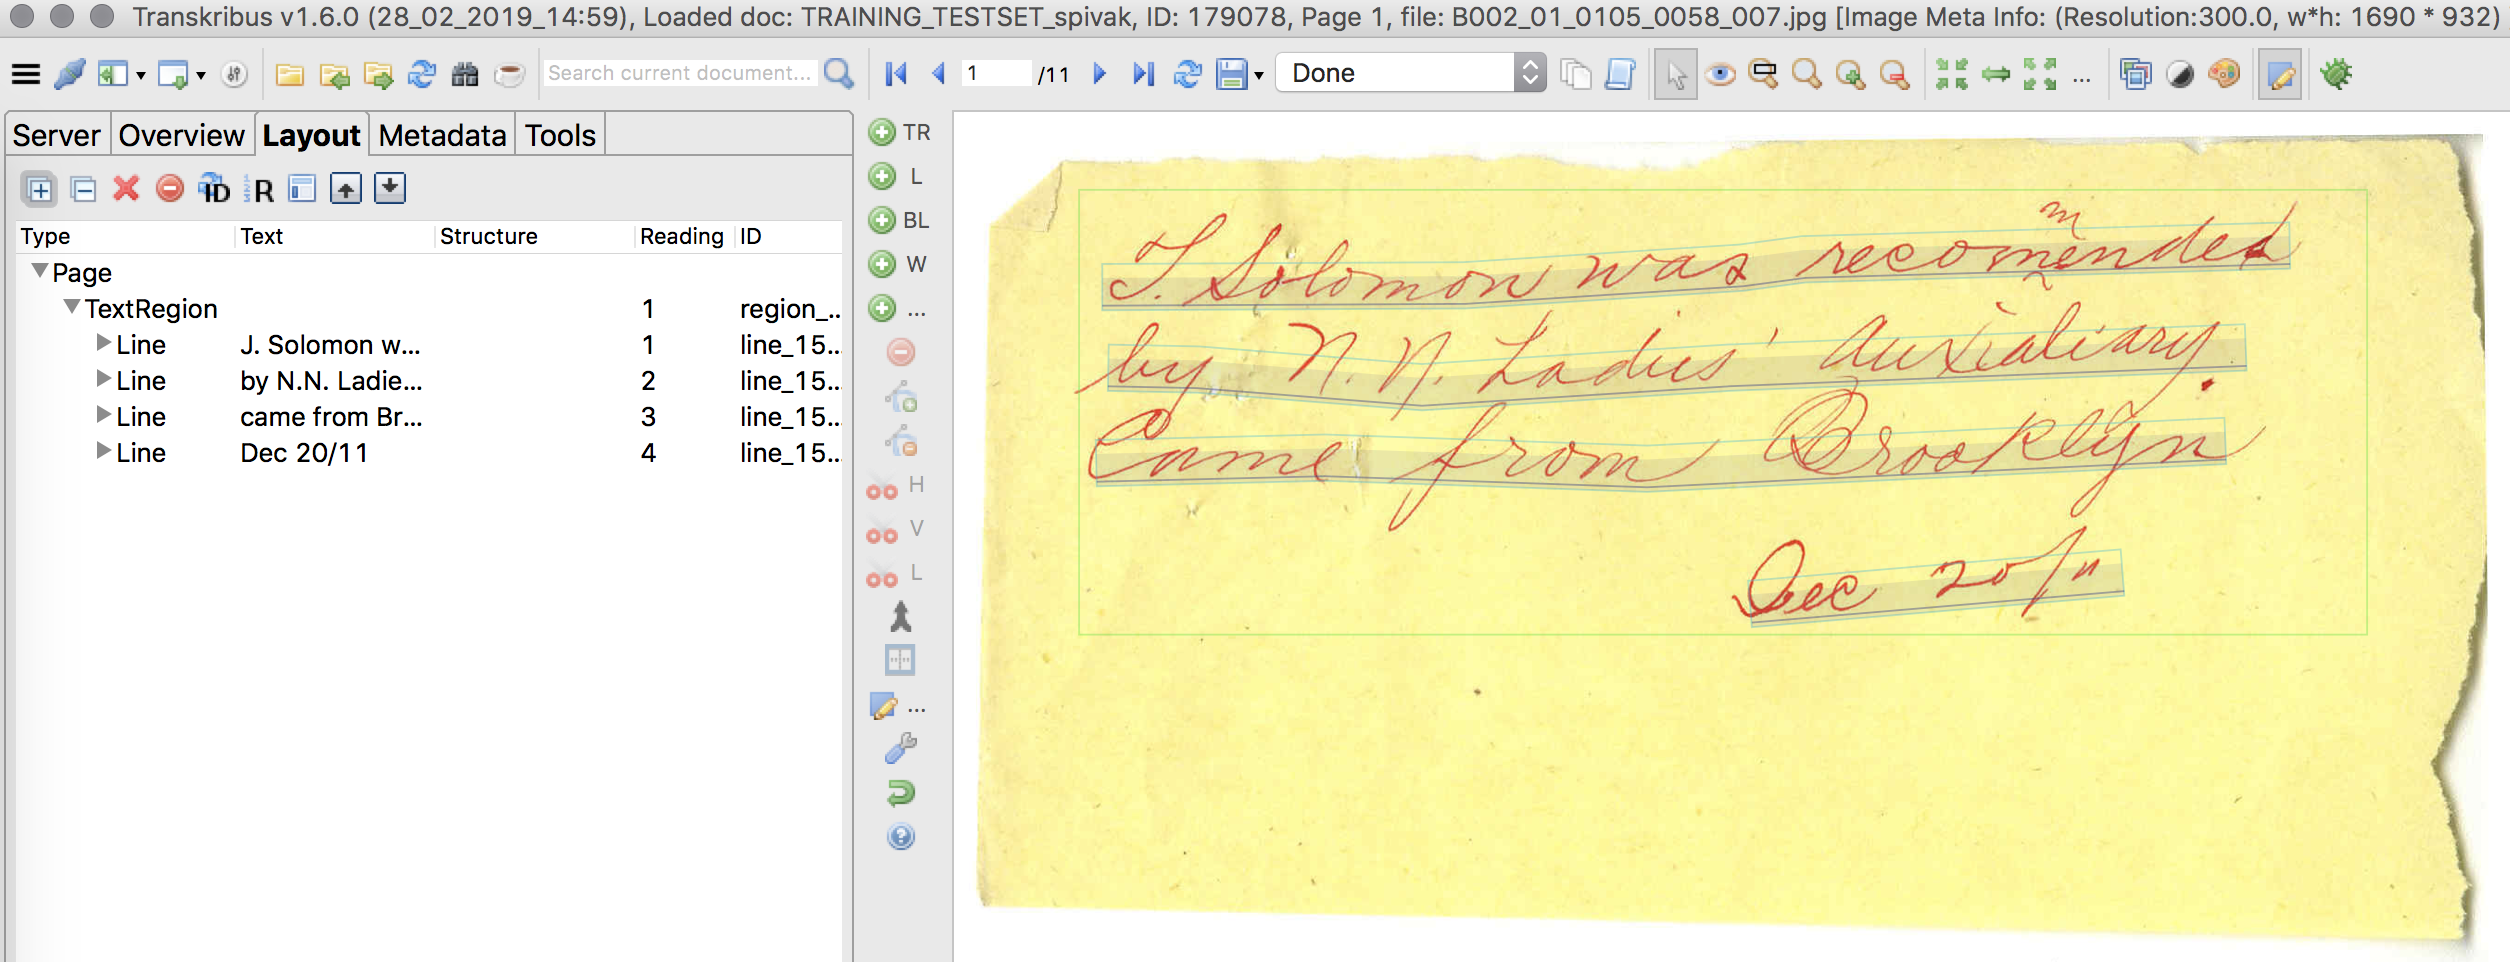 Transkribus v1.6.0 (28_02_2019_14:59), Loaded doc: TRAINING_TESTSET_spivak, ID: 179078, Page 1, file: B002_01_0105_0058_007.jpg [Image Meta Info: (Resolution:300.0, w*h: 1690 * 932)
Search current document... 1 /11 Done ...
Server Overview Layout Metadata Tools
ID R
Type Text Structure Reading ID
Page
TextRegion 1 region_...
Line J. Solomon w... 1 line_15...
Line by N.N. Ladie... 2 line_15...
Line came from Br... 3 line_15...
Line Dec 20/11 4 line_15...
TR
L
BL
W
...
H
V
L
...
m
J. Solomon was recomended
by N. N. Ladies' Auxialiary.
Came from Brooklyn
Dec 20/11